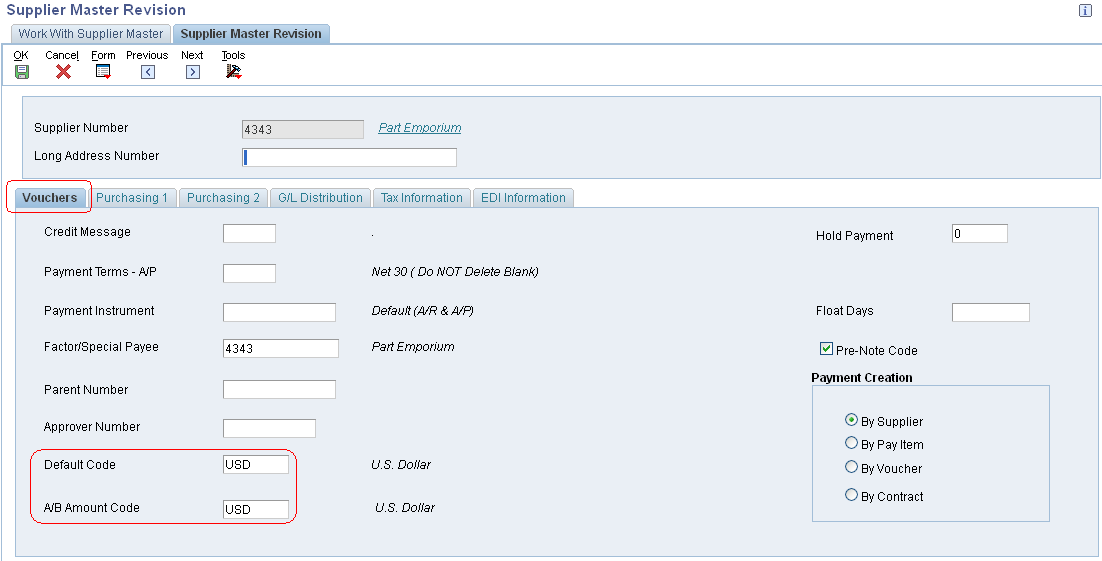 Supplier Master Revision
i
Work With Supplier Master Supplier Master Revision
OK Cancel Form Previous Next Tools
Supplier Number 4343 Part Emporium
Long Address Number
Vouchers Purchasing 1 Purchasing 2 G/L Distribution Tax Information EDI Information
Credit Message . Hold Payment 0
Payment Terms - A/P Net 30 ( Do NOT Delete Blank)
Payment Instrument Default (A/R & A/P) Float Days
Factor/Special Payee 4343 Part Emporium Pre-Note Code
Payment Creation
Parent Number
By Supplier
Approver Number
By Pay Item
Default Code USD U.S. Dollar By Voucher
By Contract
A/B Amount Code USD U.S. Dollar